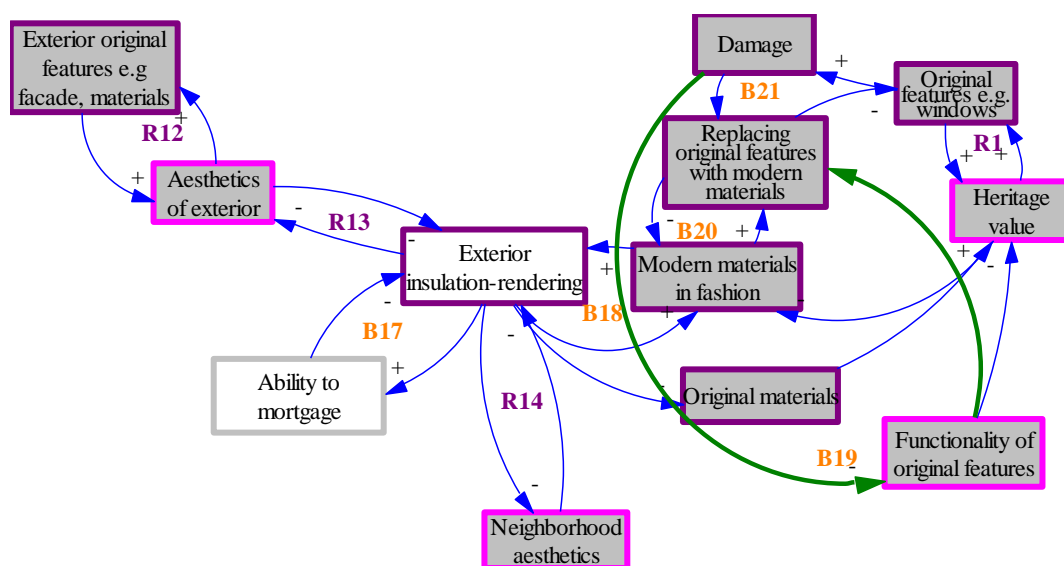 Exterior original
features e.g
facade, materials
+
R12
+
Aesthetics
of exterior
-
R13
-
Exterior
insulation-rendering
-
B17
+
Ability to
mortgage
-
R14
-
Neighborhood
aesthetics
Damage
+
B21
-
Original
features e.g.
windows
R1
+
+
Replacing
original features
with modern
materials
-
B20
+
+
Modern materials
in fashion
B18
+
-
+
-
Heritage
value
-
Original materials
B19
-
Functionality of
original features